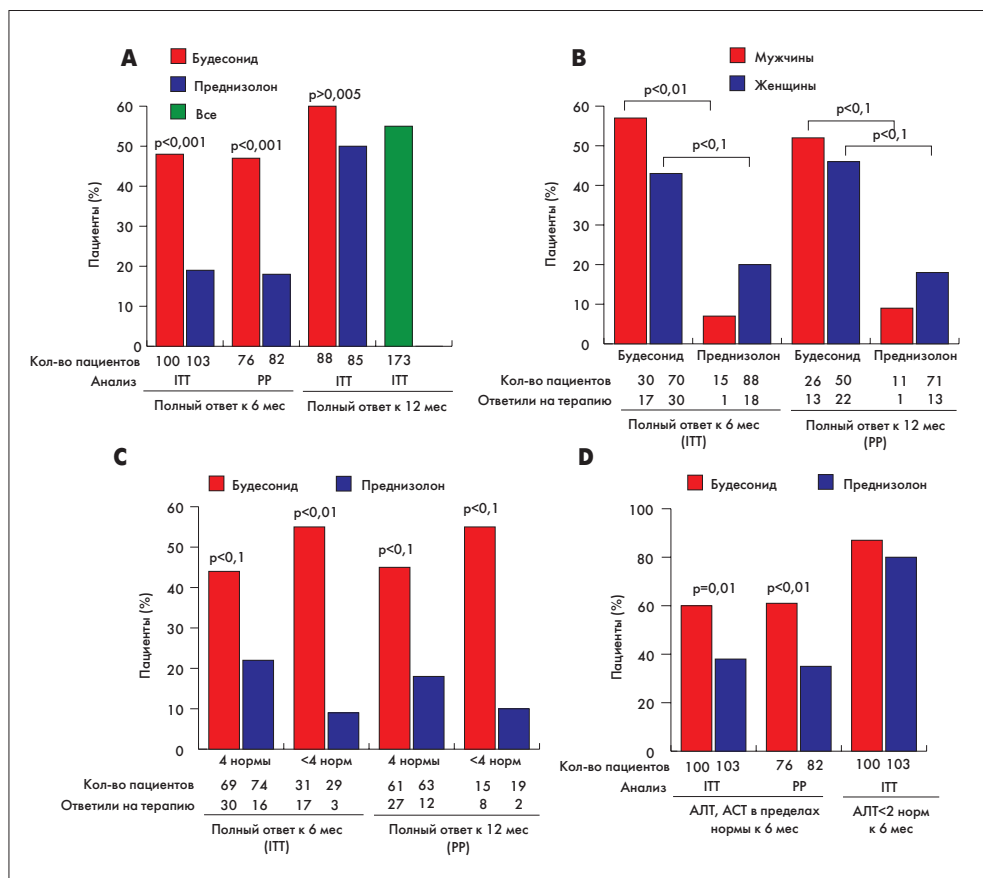 A
Будесонид
Преднизолон
Все
Пациенты (%)
60
50
40
30
20
10
0
p<0,001
p<0,001
p>0,005
Кол-во пациентов 100 103 76 82 88 85 173
Анализ ITT PP ITT ITT
Полный ответ к 6 мес Полный ответ к 12 мес
B
Мужчины
Женщины
Пациенты (%)
60
50
40
30
20
10
0
p<0,01
p<0,1
p<0,1
p<0,1
Будесонид Преднизолон Будесонид Преднизолон
Кол-во пациентов 30 70 15 88 26 50 11 71
Ответили на терапию 17 30 1 18 13 22 1 13
Полный ответ к 6 мес Полный ответ к 12 мес
(ITT) (PP)
C
Будесонид Преднизолон
Пациенты (%)
60
50
40
30
20
10
0
p<0,1
p<0,01
p<0,1
p<0,1
4 нормы <4 норм 4 нормы <4 норм
Кол-во пациентов 69 74 31 29 61 63 15 19
Ответили на терапию 30 16 17 3 27 12 8 2
Полный ответ к 6 мес Полный ответ к 12 мес
(ITT) (PP)
D
Будесонид Преднизолон
Пациенты (%)
100
80
60
40
20
0
p=0,01
p<0,01
Кол-во пациентов 100 103 76 82 100 103
Анализ ITT PP ITT
АЛТ, АСТ в пределах АЛТ<2 норм
нормы к 6 мес к 6 мес